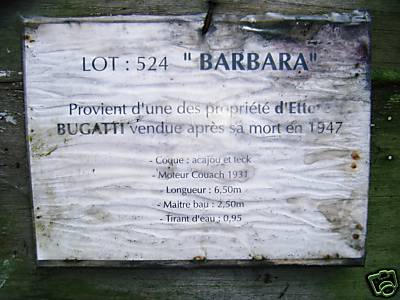 LOT : 524 " BARBARA"
Provient d'une des propriété d'Etto
BUGATTI vendue après sa mort en 1947
- Coque : acajou et teck
- Moteur Couach 1931
- Longueur : 6,50m
- Maitre bau : 2,50m
- Tirant d'eau : 0,95